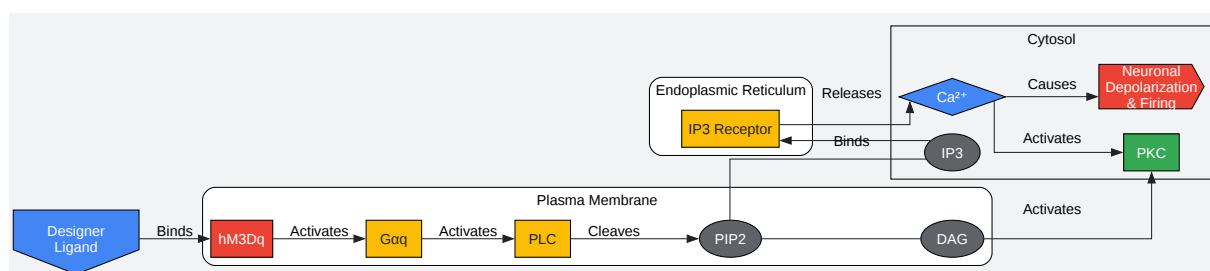 Cytosol
Neuronal
Depolarization
& Firing
Causes
Ca²⁺
Releases
Endoplasmic Reticulum
IP3 Receptor
Binds
IP3
Activates
PKC
Plasma Membrane
Designer
Ligand
Binds
hM3Dq
Activates
Gαq
Activates
PLC
Cleaves
PIP2
DAG
Activates